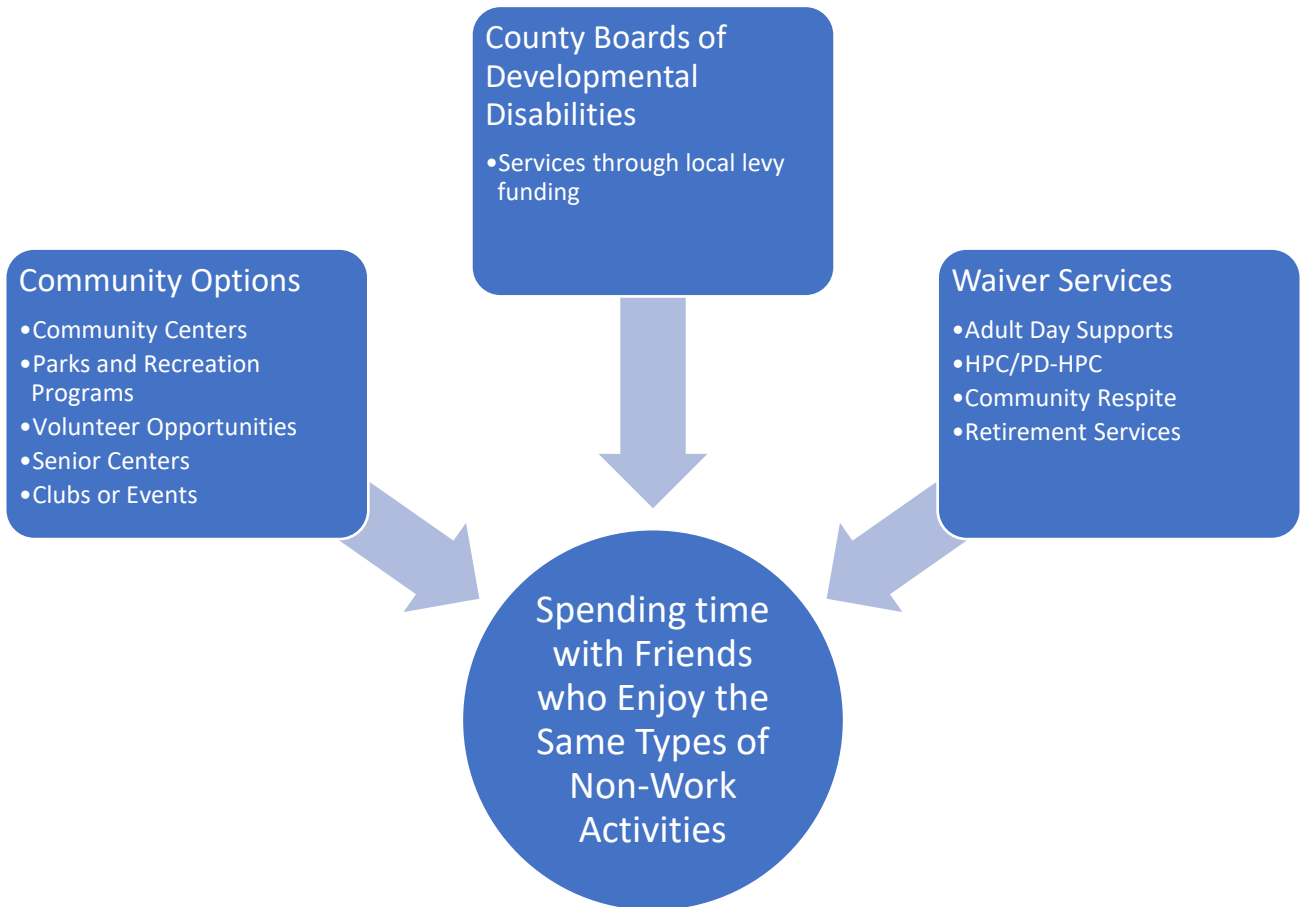 County Boards of
Developmental
Disabilities
•Services through local levy
funding
Community Options
•Community Centers
•Parks and Recreation
Programs
•Volunteer Opportunities
•Senior Centers
•Clubs or Events
Waiver Services
•Adult Day Supports
•HPC/PD-HPC
•Community Respite
•Retirement Services
Spending time
with Friends
who Enjoy the
Same Types of
Non-Work
Activities